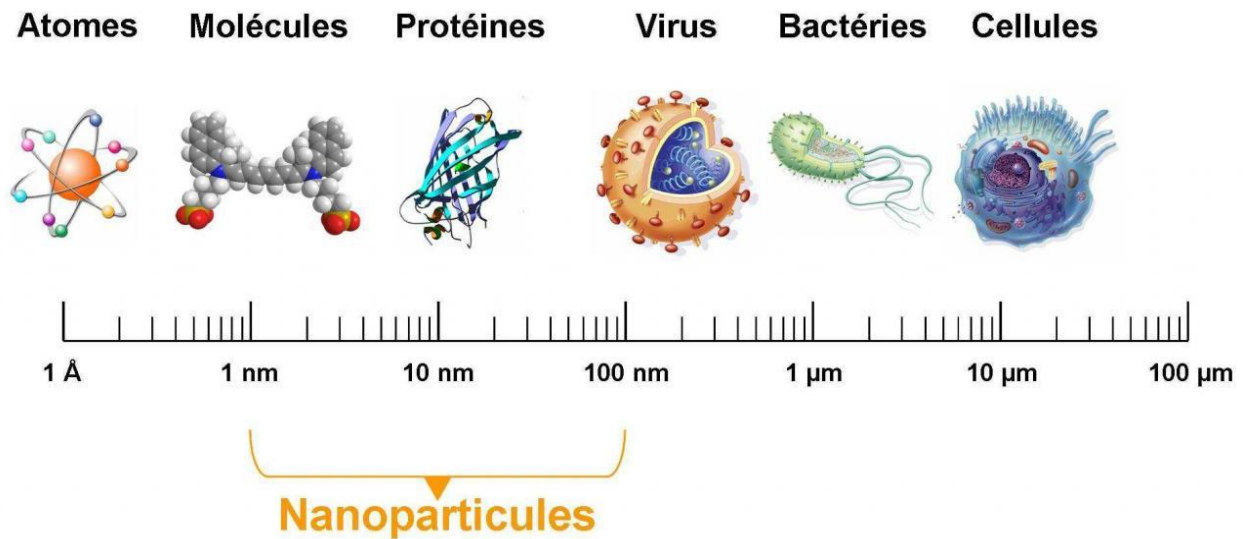 Atomes Molécules Protéines Virus Bactéries Cellules
1 Å 1 nm 10 nm 100 nm 1 µm 10 µm 100 µm
Nanoparticules